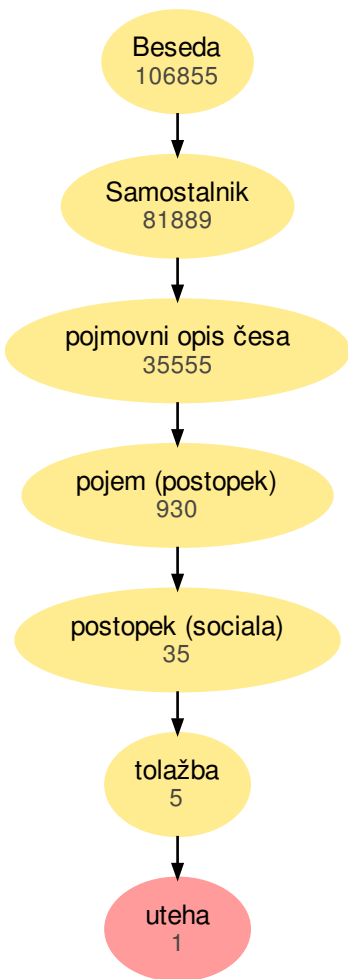 Beseda
106855
Samostalnik
81889
pojmovni opis česa
35555
pojem (postopek)
930
postopek (sociala)
35
tolažba
5
uteha
1